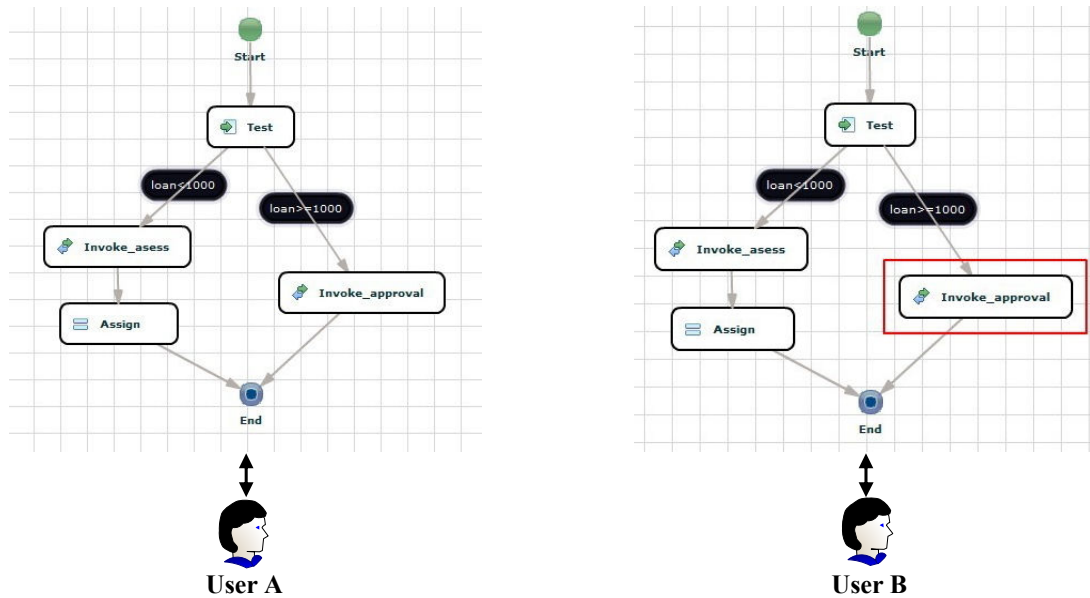 Start
Test
loan<1000
loan>=1000
Invoke_asess
Invoke_approval
Assign
End
User A
Start
Test
loan<1000
loan>=1000
Invoke_asess
Invoke_approval
Assign
End
User B